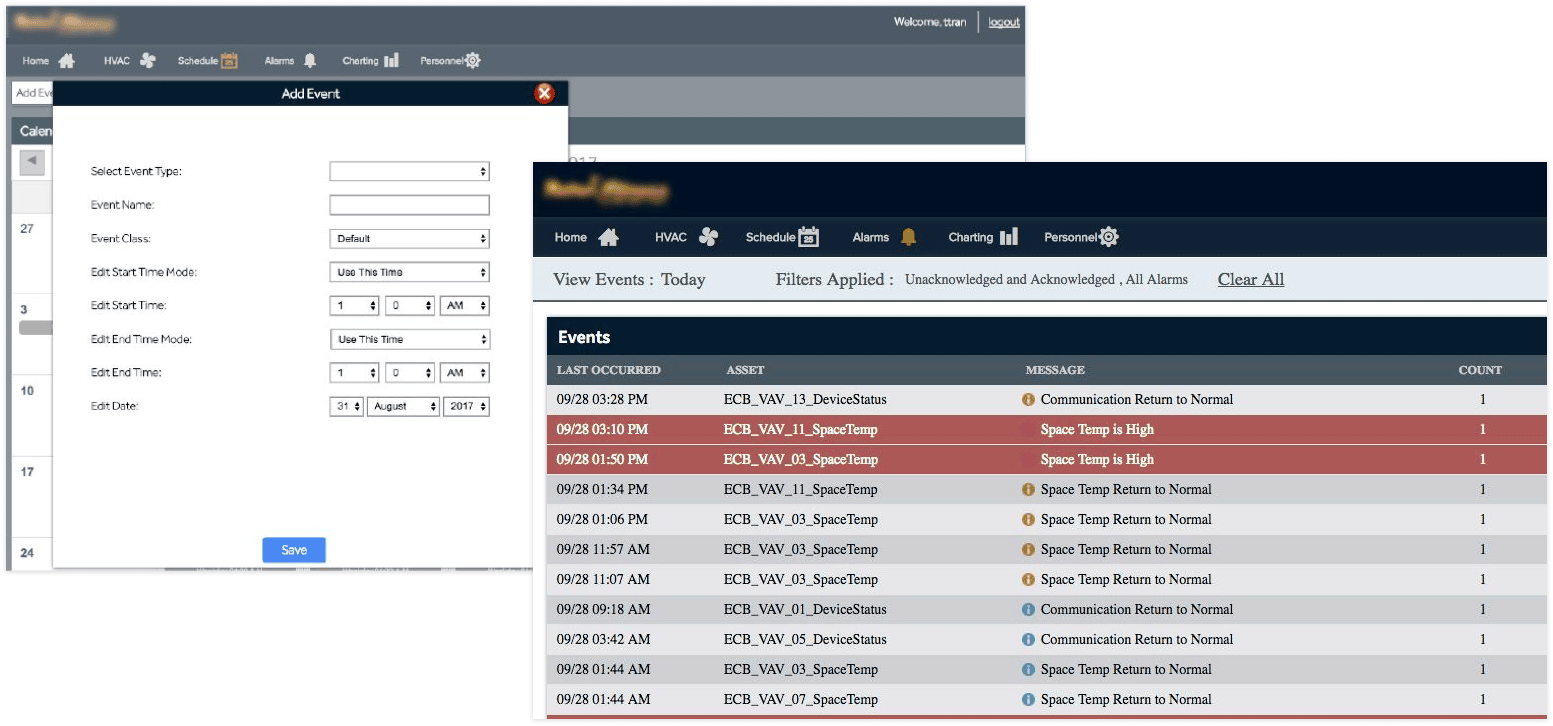 Welcome, ttran logout
Home HVAC Schedule 25 Alarms Charting Personnel
Add Eve
Add Event
Calen
Select Event Type:
Event Name:
Event Class: Default
Edit Start Time Mode: Use This Time
Edit Start Time: 1 0 AM
Edit End Time Mode: Use This Time
Edit End Time: 1 0 AM
Edit Date: 31 August 2017
27
3
10
17
24
Save
Home HVAC Schedule 25 Alarms Charting Personnel
View Events : Today Filters Applied : Unacknowledged and Acknowledged , All Alarms Clear All
Events
LAST OCCURRED ASSET MESSAGE COUNT
09/28 03:28 PM ECB_VAV_13_DeviceStatus Communication Return to Normal 1
09/28 03:10 PM ECB_VAV_11_SpaceTemp Space Temp is High 1
09/28 01:50 PM ECB_VAV_03_SpaceTemp Space Temp is High 1
09/28 01:34 PM ECB_VAV_11_SpaceTemp Space Temp Return to Normal 1
09/28 01:06 PM ECB_VAV_03_SpaceTemp Space Temp Return to Normal 1
09/28 11:57 AM ECB_VAV_03_SpaceTemp Space Temp Return to Normal 1
09/28 11:07 AM ECB_VAV_03_SpaceTemp Space Temp Return to Normal 1
09/28 09:18 AM ECB_VAV_01_DeviceStatus Communication Return to Normal 1
09/28 03:42 AM ECB_VAV_05_DeviceStatus Communication Return to Normal 1
09/28 01:44 AM ECB_VAV_03_SpaceTemp Space Temp Return to Normal 1
09/28 01:44 AM ECB_VAV_07_SpaceTemp Space Temp Return to Normal 1